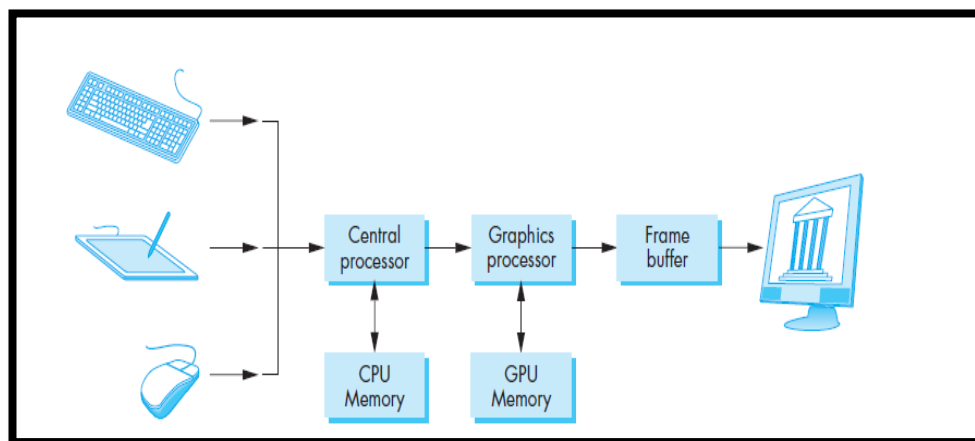 Central
processor
Graphics
processor
Frame
buffer
CPU
Memory
GPU
Memory